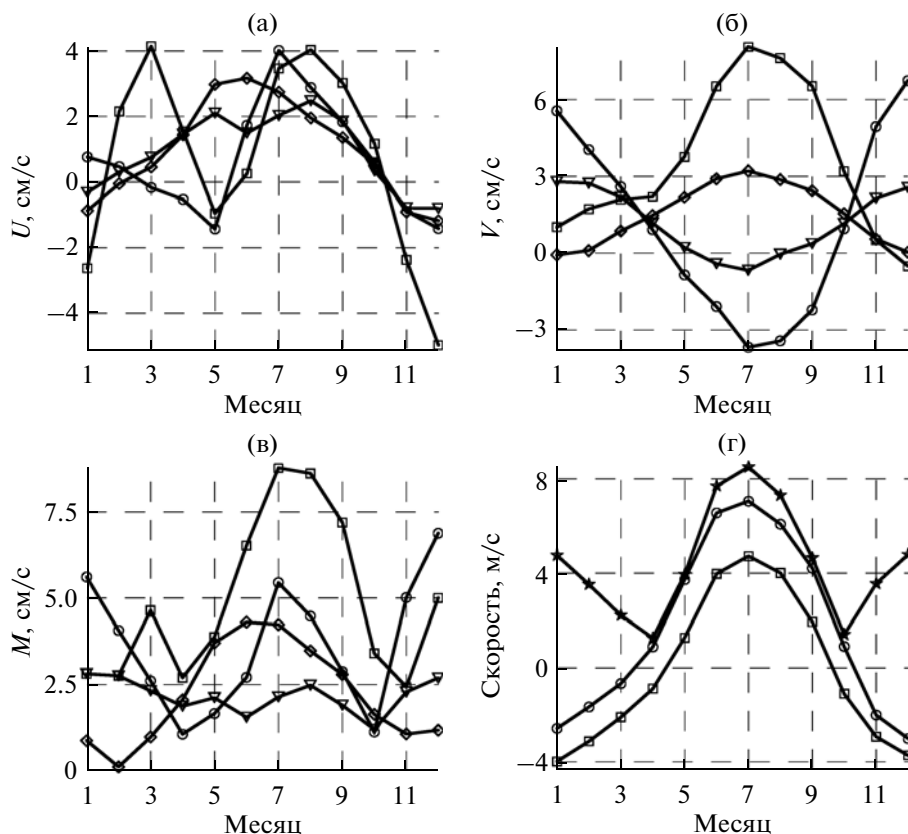 (а)
U, см/с
4
2
0
−2
−4
1 3 5 7 9 11
Месяц
(б)
V, см/с
6
3
0
−3
1 3 5 7 9 11
Месяц
(в)
M, см/с
7.5
5.0
2.5
0
1 3 5 7 9 11
Месяц
(г)
Скорость, м/с
8
4
0
−4
1 3 5 7 9 11
Месяц